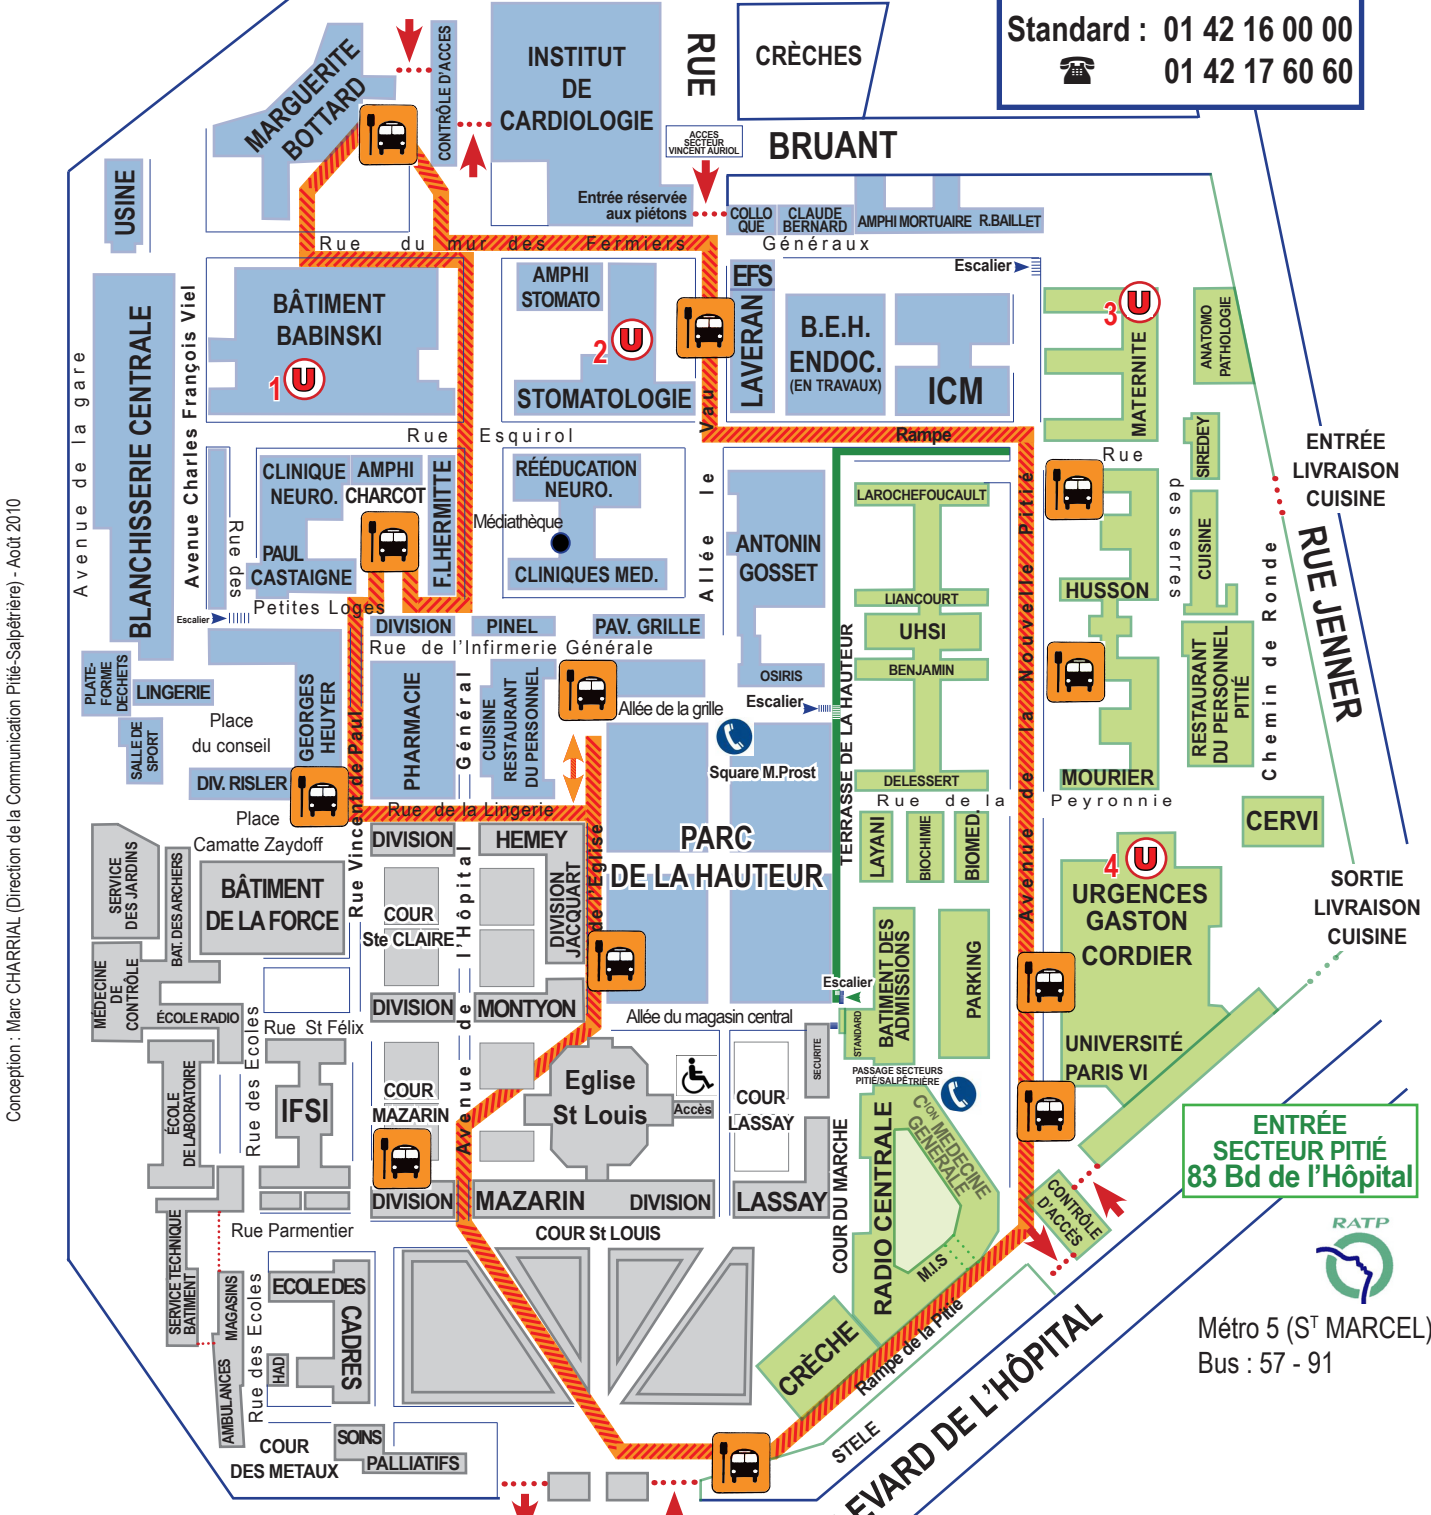 Standard : 01 42 16 00 00
01 42 17 60 60
MARGUERITE
BOTTARD
CONTRÔLE D'ACCES
INSTITUT
DE
CARDIOLOGIE
RUE
BRUANT
CRÈCHES
ACCES
SECTEUR
VINCENT AURIOL
Entrée réservée
aux piétons
COLLO
QUE
CLAUDE
BERNARD
AMPHI MORTUAIRE
R.BAILLET
USINE
Rue du mur des Fermiers Généraux
Escalier
BÂTIMENT
BABINSKI
1 U
AMPHI
STOMATO
2 U
STOMATOLOGIE
EFS
LAVERAN
B.E.H.
ENDOC.
(EN TRAVAUX)
ICM
3 U
MATERNITE
ANATOMO
PATHOLOGIE
Avenue de la gare
BLANCHISSERIE CENTRALE
Avenue Charles François Viel
Rue Esquirol
Allée le Vau
Rampe
Rue des serres
SIREDEY
ENTRÉE
LIVRAISON
CUISINE
CLINIQUE
NEURO.
AMPHI
CHARCOT
F.LHERMITTE
PAUL
CASTAIGNE
RÉÉDUCATION
NEURO.
Médiathèque
CLINIQUES MED.
ANTONIN
GOSSET
LAROCHEFOUCAULT
LIANCOURT
UHSI
BENJAMIN
DELESSERT
Avenue de la Nouvelle Pitié
HUSSON
CUISINE
RUE JENNER
Chemin de Ronde
Rue des
Petites Loges
Escalier
DIVISION
PINEL
PAV. GRILLE
Rue de l'Infirmerie Générale
PLATE-
FORME
DECHETS
LINGERIE
SALLE DE
SPORT
Place
du conseil
GEORGES
HEUYER
DIV. RISLER
PHARMACIE
CUISINE
RESTAURANT
DU PERSONNEL
Allée de la grille
OSIRIS
Escalier
Square M.Prost
TERRASSE DE LA HAUTEUR
RESTAURANT
DU PERSONNEL
PITIÉ
MOURIER
Rue de la Peyronnie
CERVI
Rue de la Lingerie
Place
Camatte Zaydoff
Rue Vincent de Paul
Avenue de l'Hôpital Général
SERVICE
DES JARDINS
BAT. DES ARCHERS
BÂTIMENT
DE LA FORCE
DIVISION
HEMEY
DIVISION
JACQUART
de l'Eglise
PARC
DE LA HAUTEUR
LAYANI
BIOCHIMIE
BIOMED.
4 U
URGENCES
GASTON
CORDIER
SORTIE
LIVRAISON
CUISINE
COUR
Ste CLAIRE
MÉDECINE
DE
CONTRÔLE
ÉCOLE RADIO
DIVISION
MONTYON
Escalier
BATIMENT DES
ADMISSIONS
STANDARD
PARKING
Rue St Félix
Allée du magasin central
SECURITE
PASSAGE SECTEURS
PITIÉ/SALPÊTRIÈRE
UNIVERSITÉ
PARIS VI
ÉCOLE
DE LABORATOIRE
Rue des Ecoles
IFSI
COUR
MAZARIN
Eglise
St Louis
Accès
COUR
LASSAY
COUR DU MARCHE
RADIO CENTRALE
Cion MEDECINE
GENERALE
M.I.S
ENTRÉE
SECTEUR PITIÉ
83 Bd de l'Hôpital
CONTRÔLE
D'ACCÈS
DIVISION
MAZARIN
DIVISION
LASSAY
Rue Parmentier
COUR St LOUIS
SERVICE TECHNIQUE
BATIMENT
MAGASINS
AMBULANCES
Rue des Ecoles
ECOLE DES
CADRES
HAD
CRÈCHE
Rampe de la Pitié
STELE
EVARD DE L'HÔPITAL
RATP
Métro 5 (ST MARCEL)
Bus : 57 - 91
COUR
DES METAUX
SOINS
PALLIATIFS
Conception : Marc CHARRIAL (Direction de la Communication Pitié-Salpêtrière) - Août 2010